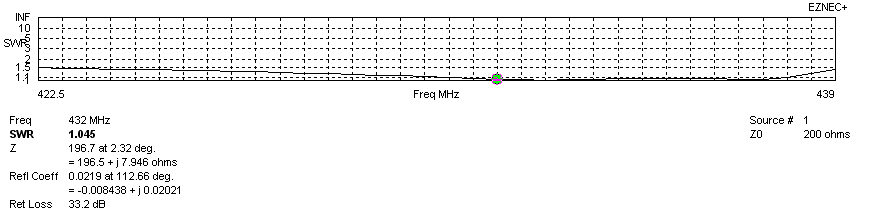 EZNEC+
INF
10
5
SWR
3
2
1.5
1.1
422.5 Freq MHz 439
Freq 432 MHz Source # 1
SWR 1.045 Z0 200 ohms
Z 196.7 at 2.32 deg.
= 196.5 + j 7.946 ohms
Refl Coeff 0.0219 at 112.66 deg.
= -0.008438 + j 0.02021
Ret Loss 33.2 dB